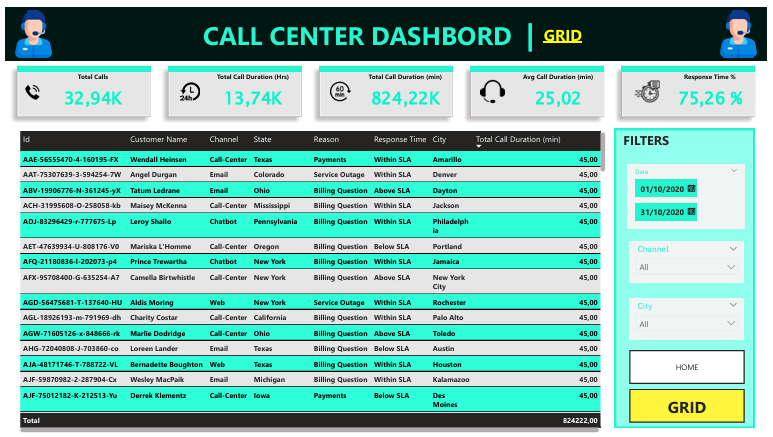 CALL CENTER DASHBORD | GRID
Total Calls
32,94K
24h
Total Call Duration (Hrs)
13,74K
60 min
Total Call Duration (min)
824,22K
Avg Call Duration (min)
25,02
Response Time %
75,26 %
Id Customer Name Channel State Reason Response Time City Total Call Duration (min)
AAE-56555470-4-160195-FX Wendall Heinsen Call-Center Texas Payments Within SLA Amarillo 45,00
AAT-75307639-3-594254-7W Angel Durgan Email Colorado Service Outage Within SLA Denver 45,00
ABV-19906776-N-361245-yX Tatum Ledrane Email Ohio Billing Question Above SLA Dayton 45,00
ACH-31995608-O-258058-kb Maisey McKenna Call-Center Mississippi Billing Question Within SLA Jackson 45,00
ADJ-83296429-r-777675-Lp Leroy Shallo Chatbot Pennsylvania Billing Question Within SLA Philadelph
ia 45,00
AET-47639934-U-808176-V0 Mariska L'Homme Call-Center Oregon Billing Question Below SLA Portland 45,00
AFQ-21180836-I-202073-p4 Prince Trewartha Chatbot New York Billing Question Within SLA Jamaica 45,00
AFX-95708400-G-635254-A7 Camella Birtwhistle Call-Center New York Billing Question Above SLA New York
City 45,00
AGD-56475681-T-137640-HU Aldis Moring Web New York Service Outage Within SLA Rochester 45,00
AGL-18926193-m-791969-dh Charity Costar Call-Center California Billing Question Within SLA Palo Alto 45,00
AGW-71605126-x-848666-rk Marlie Dodridge Call-Center Ohio Billing Question Above SLA Toledo 45,00
AHG-72040808-J-703860-co Loreen Lander Email Texas Billing Question Below SLA Austin 45,00
AJA-48171746-T-788722-VL Bernadette Boughton Web Texas Billing Question Within SLA Houston 45,00
AJF-59870982-2-287904-Cx Wesley MacPaik Email Michigan Billing Question Within SLA Kalamazoo 45,00
AJF-75012182-K-212513-Yu Derrek Klementz Call-Center Iowa Payments Below SLA Des
Moines 45,00
Total 824222,00
FILTERS
Date
01/10/2020
31/10/2020
Channel
All
City
All
HOME
GRID